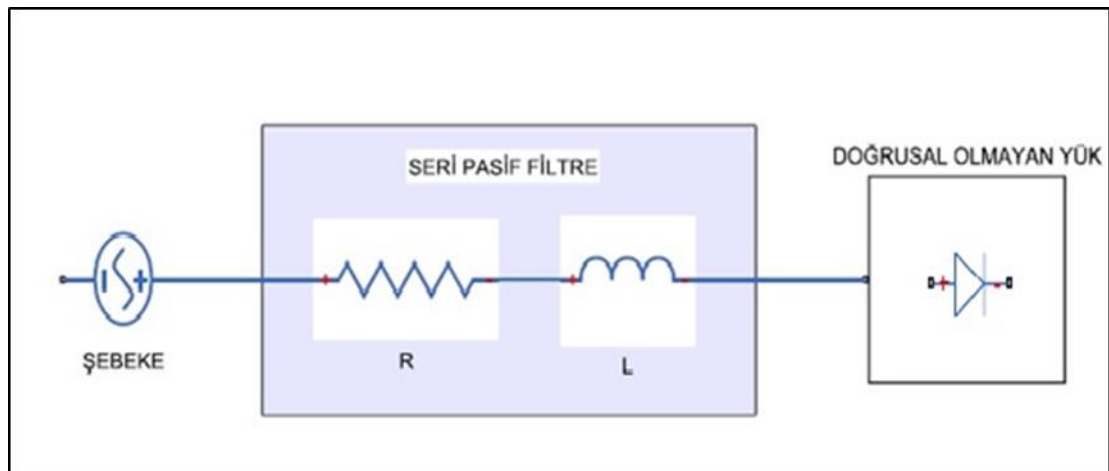 SERİ PASİF FİLTRE
DOĞRUSAL OLMAYAN YÜK
ŞEBEKE
R
L